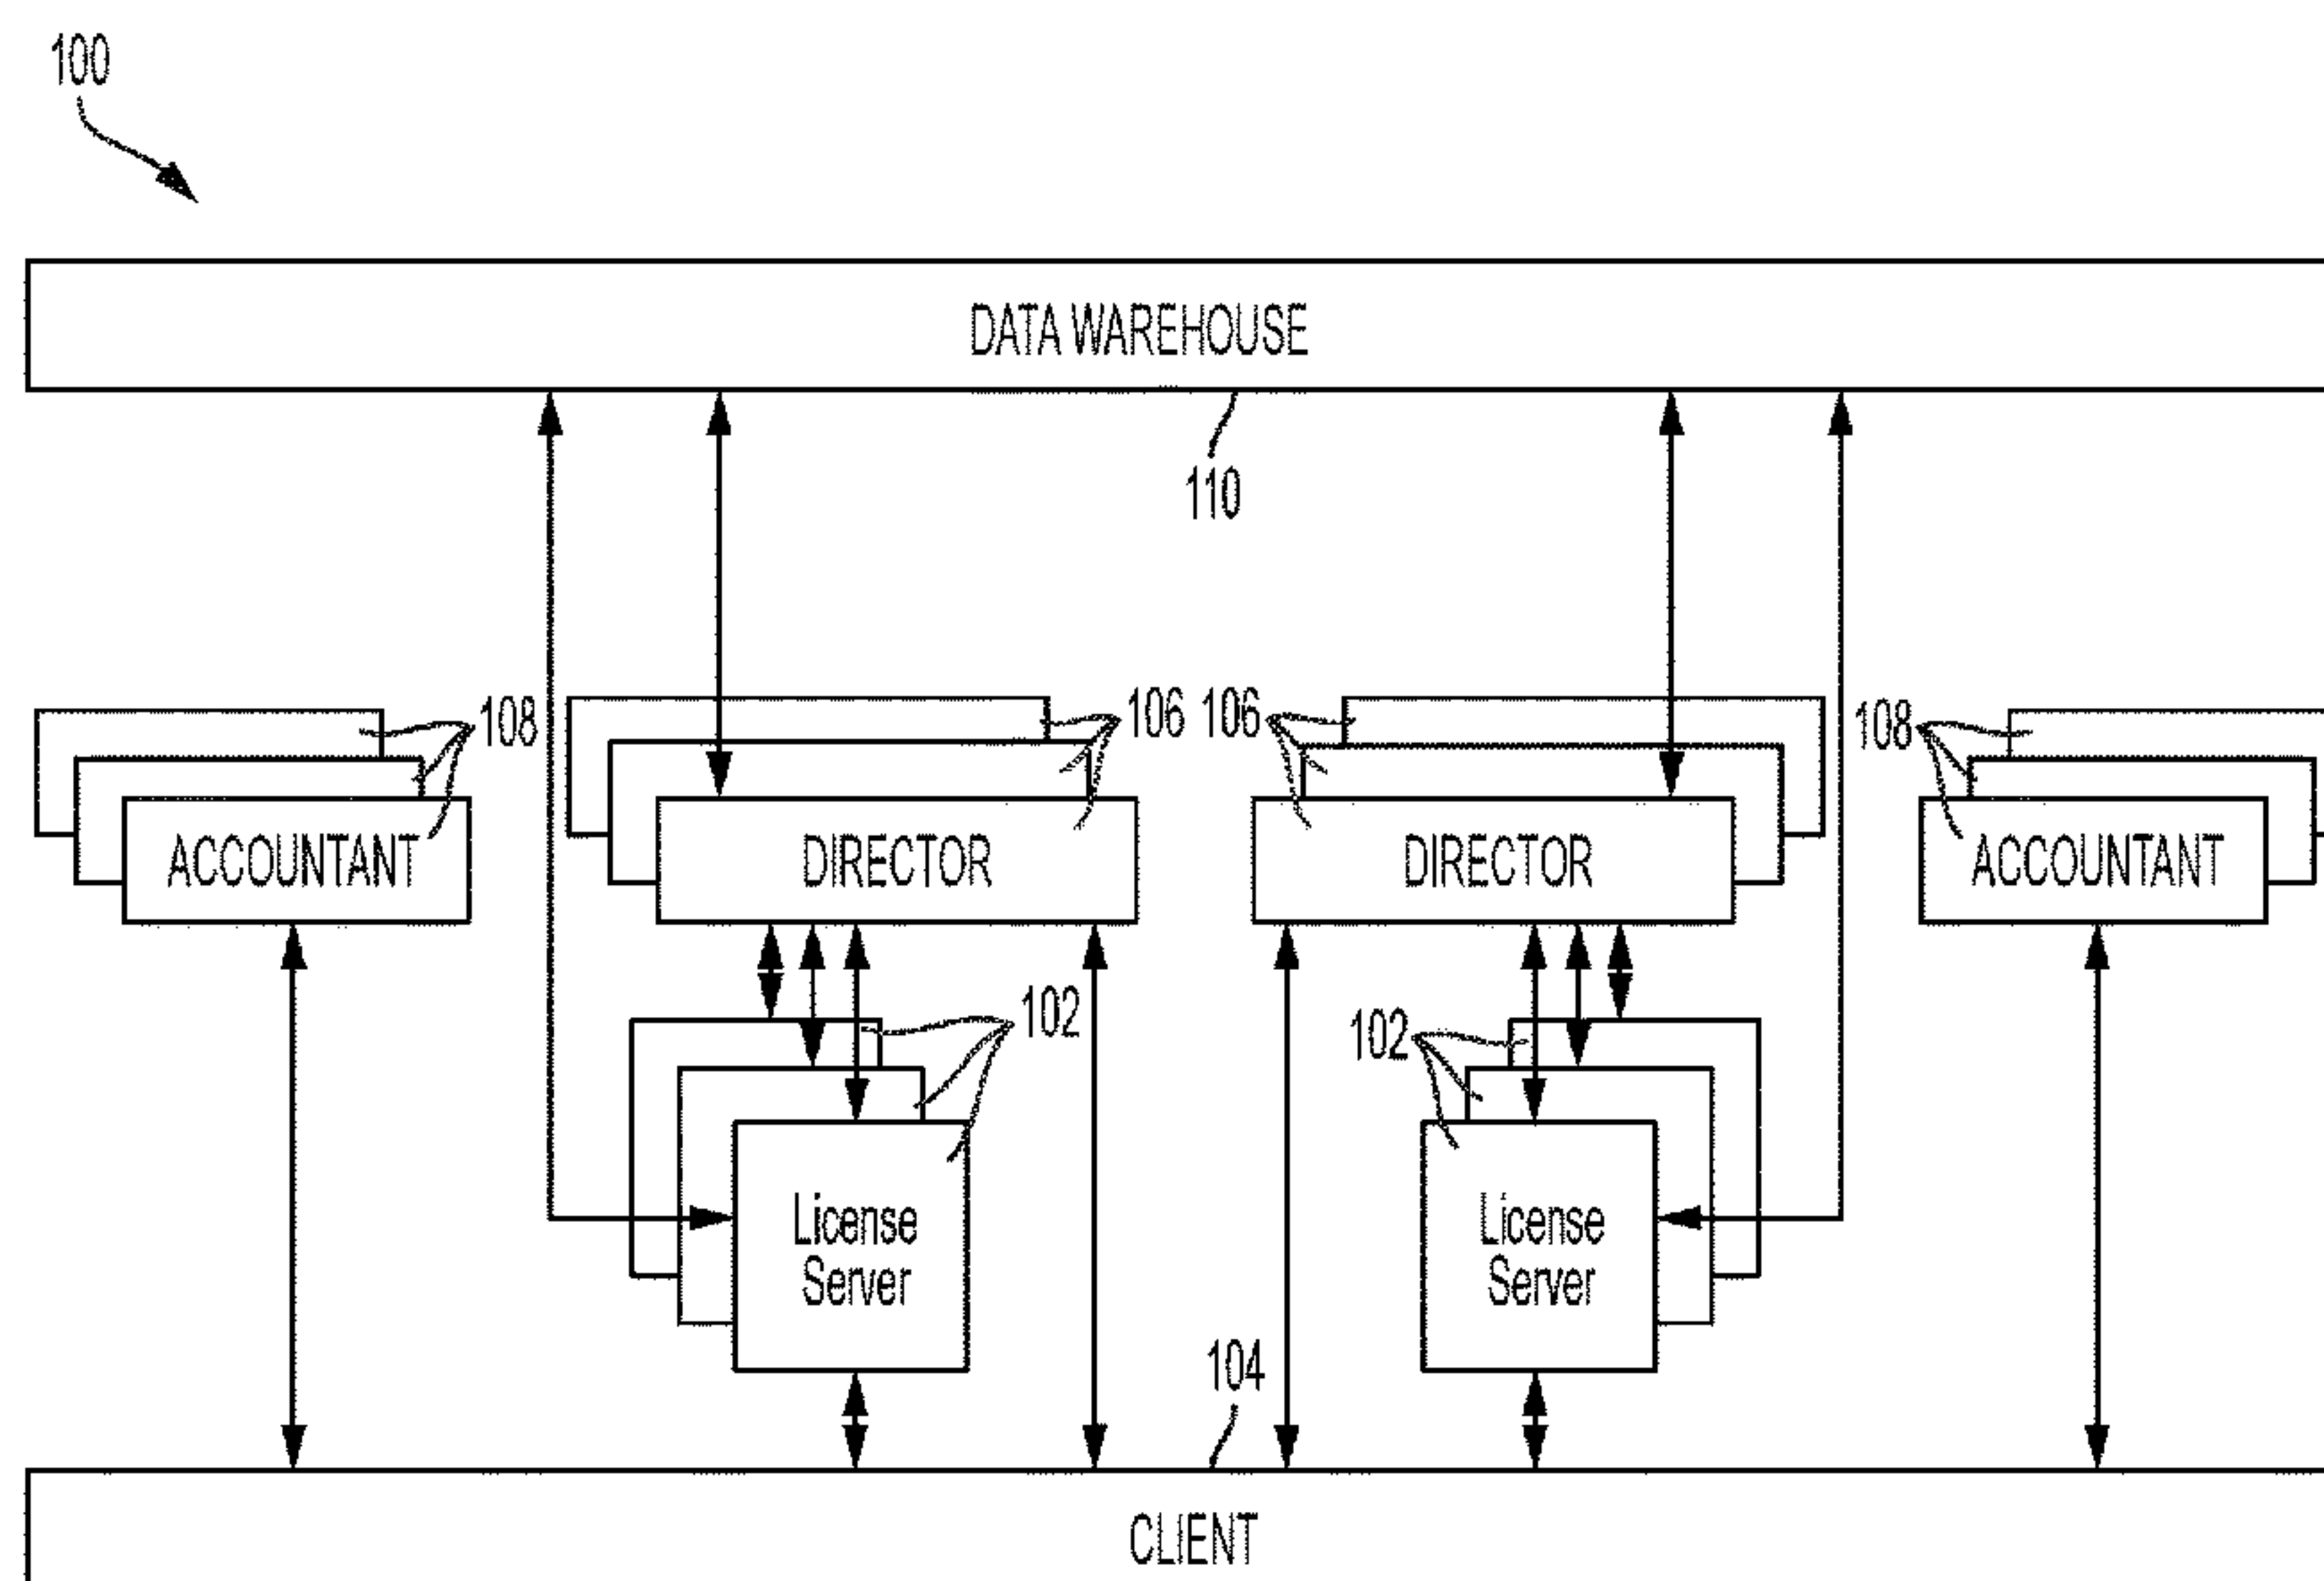 100
DATA WAREHOUSE
110
108
106
106
108
ACCOUNTANT
DIRECTOR
DIRECTOR
ACCOUNTANT
102
102
License
Server
License
Server
104
CLIENT